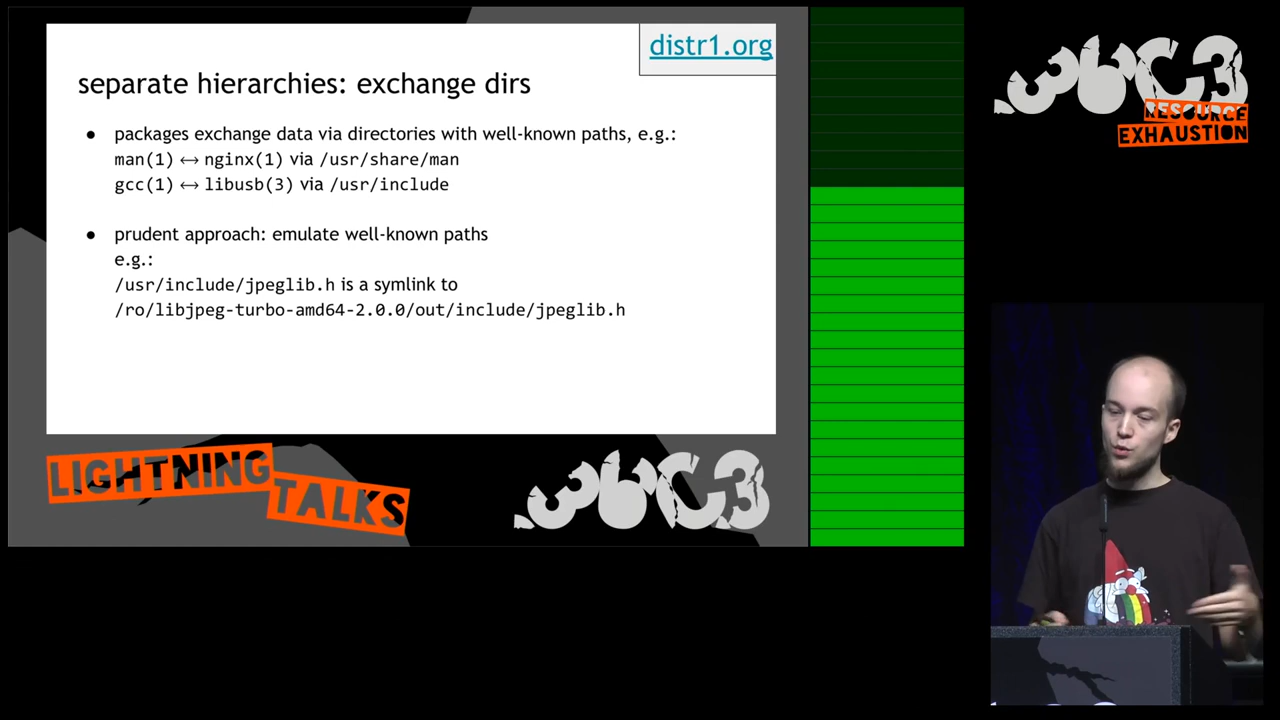 distr1.org
separate hierarchies: exchange dirs
● packages exchange data via directories with well-known paths, e.g.:
man(1) ↔ nginx(1) via /usr/share/man
gcc(1) ↔ libusb(3) via /usr/include
● prudent approach: emulate well-known paths
e.g.:
/usr/include/jpeglib.h is a symlink to
/ro/libjpeg-turbo-amd64-2.0.0/out/include/jpeglib.h
LIGHTNING
TALKS
36C3
36C3
RESOURCE
EXHAUSTION